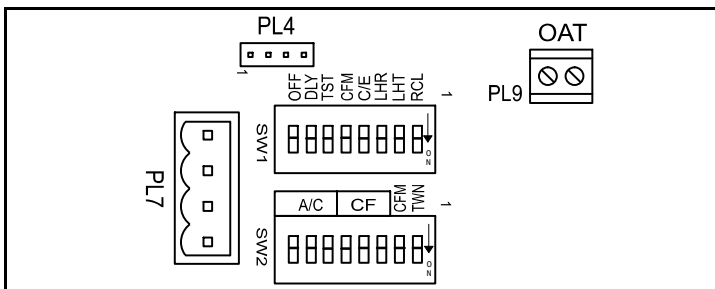 PL4
1
OAT
PL9
OFF
DLY
TST
CFM
C/E
LHR
LHT
RCL
1
SW1
ON
PL7
A/C
CF
CFM
TWN
1
SW2
ON